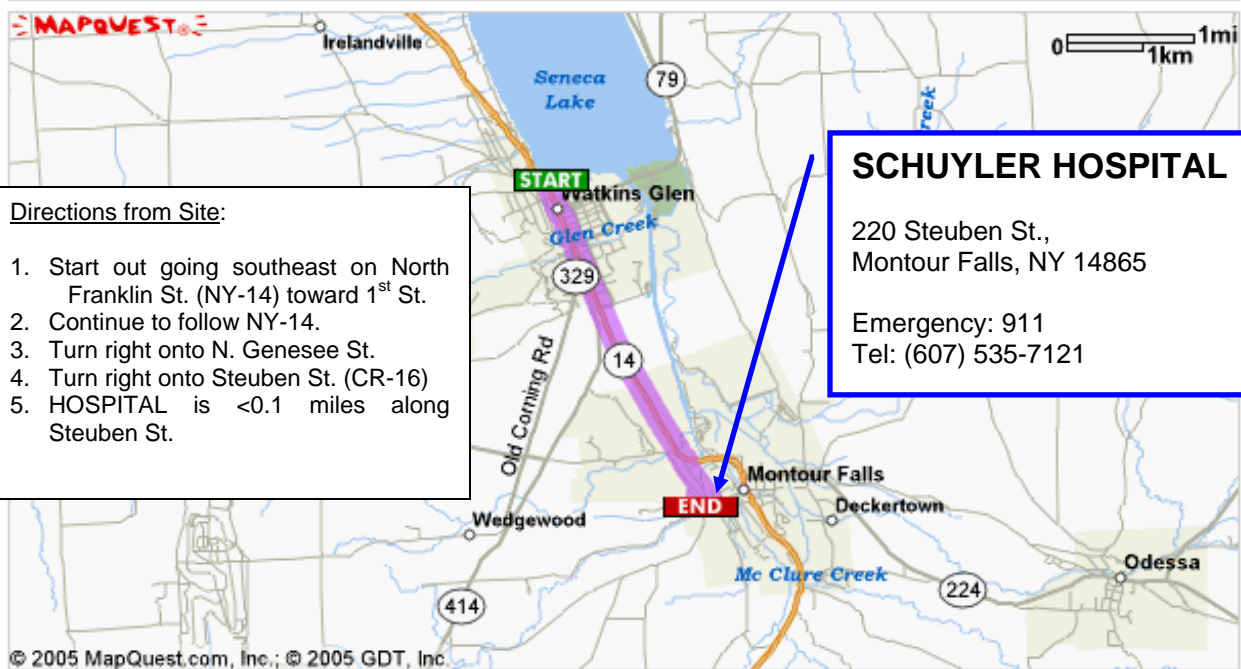 MAPQUEST®
Irelandville
0 1mi
1km
Seneca
Lake
79
reek
SCHUYLER HOSPITAL
220 Steuben St.,
Montour Falls, NY 14865
Emergency: 911
Tel: (607) 535-7121
START
Watkins Glen
Glen Creek
Directions from Site:
1. Start out going southeast on North
Franklin St. (NY-14) toward 1st St.
2. Continue to follow NY-14.
3. Turn right onto N. Genesee St.
4. Turn right onto Steuben St. (CR-16)
5. HOSPITAL is <0.1 miles along
Steuben St.
329
14
Old Corning Rd
Montour Falls
END
Deckertown
Wedgewood
Odessa
Mc Clure Creek
224
414
© 2005 MapQuest.com, Inc.; © 2005 GDT, Inc.